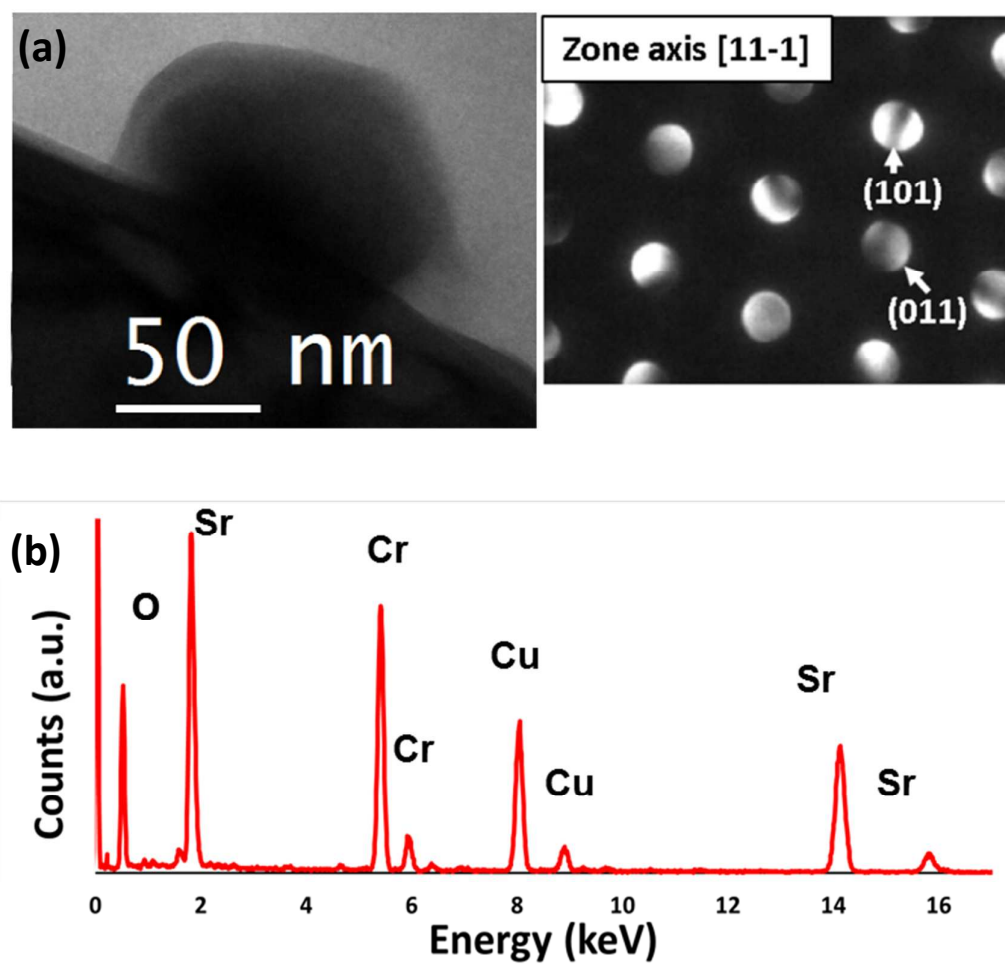 (a)
50 nm
Zone axis [11-1]
(101)
(011)
(b)
Sr
O
Cr
Cr
Cu
Cu
Sr
Sr
Counts (a.u.)
0 2 4 6 8 10 12 14 16
Energy (keV)